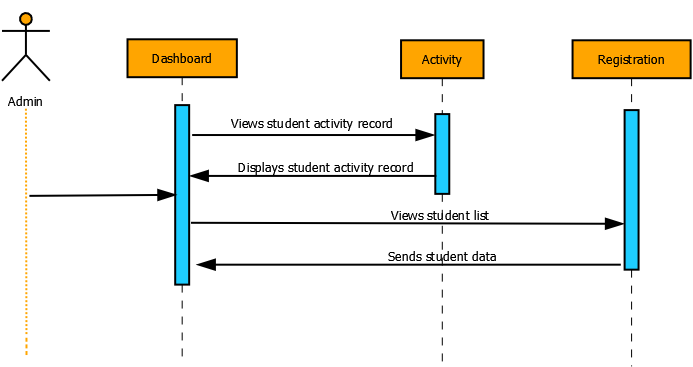 Dashboard
Activity
Registration
Admin
Views student activity record
Displays student activity record
Views student list
Sends student data